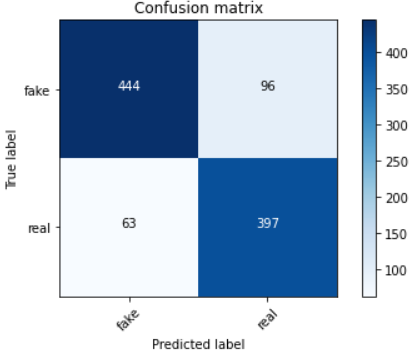 Confusion matrix
fake
444
96
real
63
397
True label
fake
real
Predicted label
400
350
300
250
200
150
100